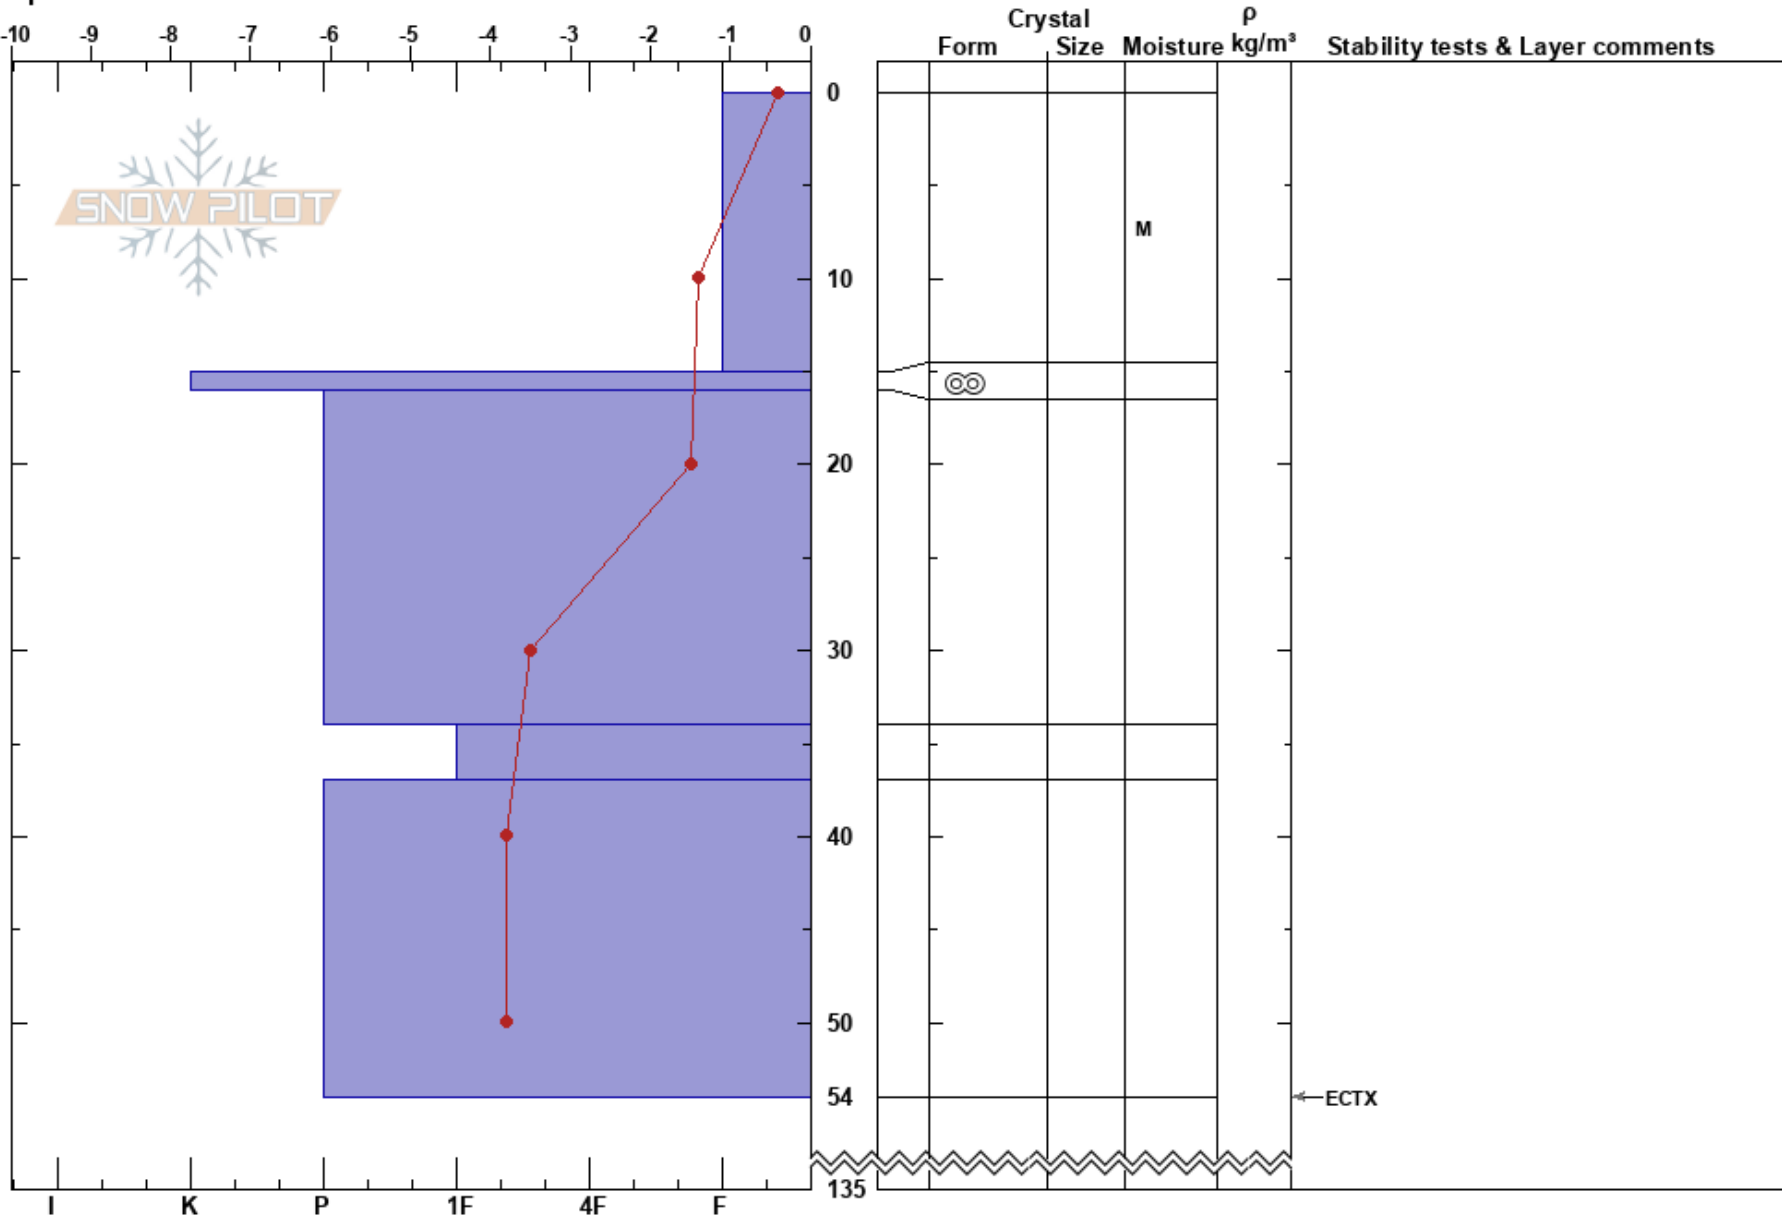 Crystal ρ
-10 -9 -8 -7 -6 -5 -4 -3 -2 -1 0 Form Size Moisture kg/m³ Stability tests & Layer comments
0
SNOW PILOT
M
10
20
30
40
50
54 ECTX
135
I K P 1F 4F F